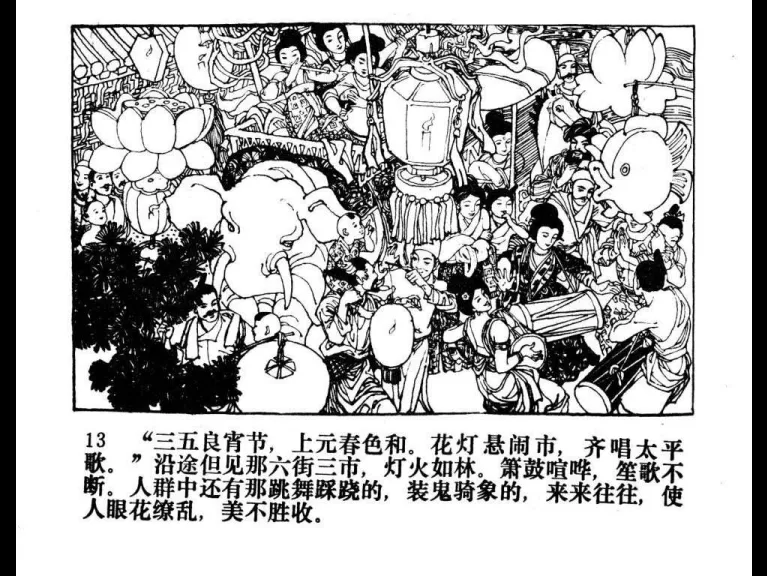 13 “三五良宵节，上元春色和。花灯悬闹市，齐唱太平
歌。”沿途但见那六街三市，灯火如林。箫鼓喧哗，笙歌不
断。人群中还有那跳舞踩跷的，装鬼骑象的，来来往往，使
人眼花缭乱，美不胜收。